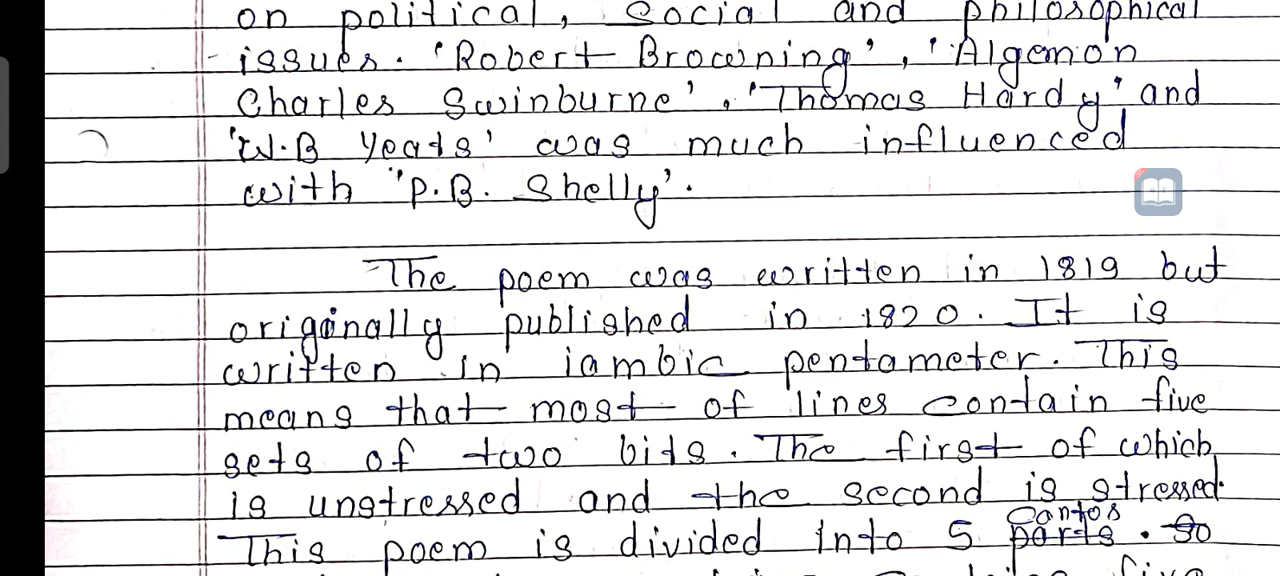 on political, social and philosophical
issues. 'Robert Browning', 'Algernon
Charles Swinburne', 'Thomas Hardy' and
'W.B Yeats' was much influenced
with "P.B. Shelly'.
The poem was written in 1819 but
originally published in 1820. It is
written in iambic pentameter. This
means that most of lines contain five
sets of two bits. The first of which
is unstressed and the second is stressed.
cantos
This poem is divided into 5 parts. So
five